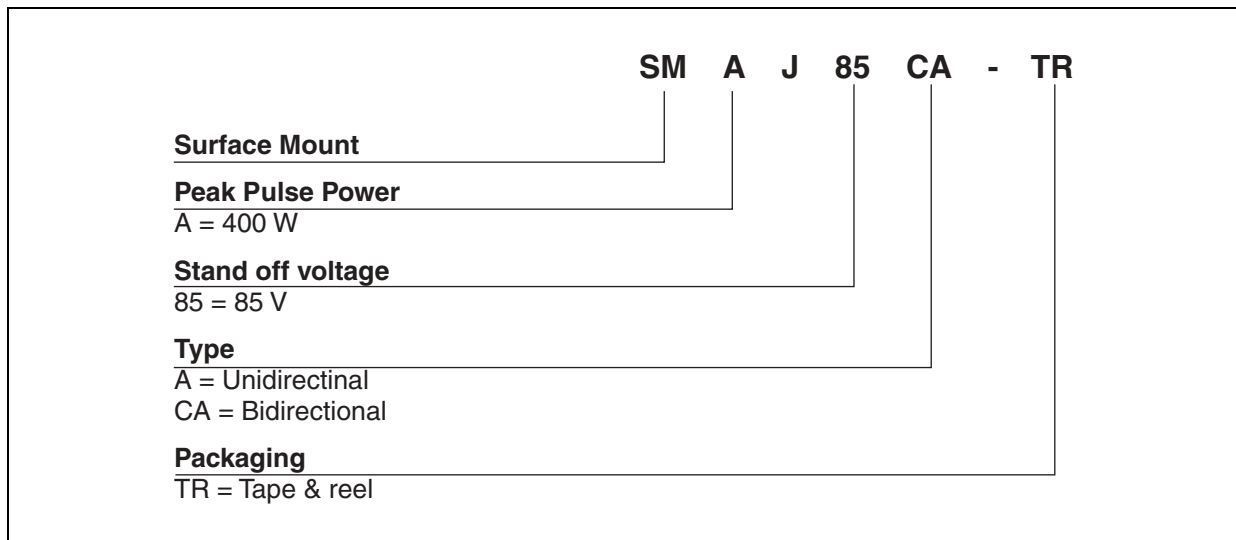 SM A J 85 CA - TR
Surface Mount
Peak Pulse Power
A = 400 W
Stand off voltage
85 = 85 V
Type
A = Unidirectinal
CA = Bidirectional
Packaging
TR = Tape & reel